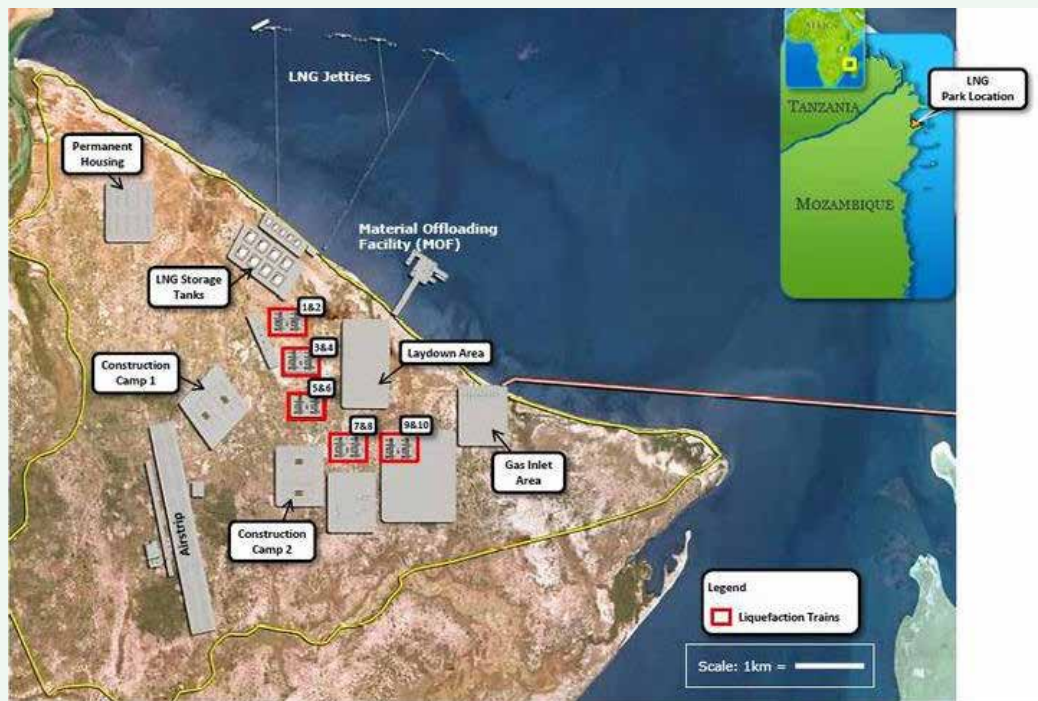 AFRICA
LNG
Park Location
TANZANIA
MOZAMBIQUE
LNG Jetties
Permanent
Housing
Material Offloading
Facility (MOF)
LNG Storage
Tanks
1&2
3&4
Laydown Area
Construction
Camp 1
5&6
7&8
9&10
Gas Inlet
Area
Airstrip
Construction
Camp 2
Legend
Liquefaction Trains
Scale: 1km =